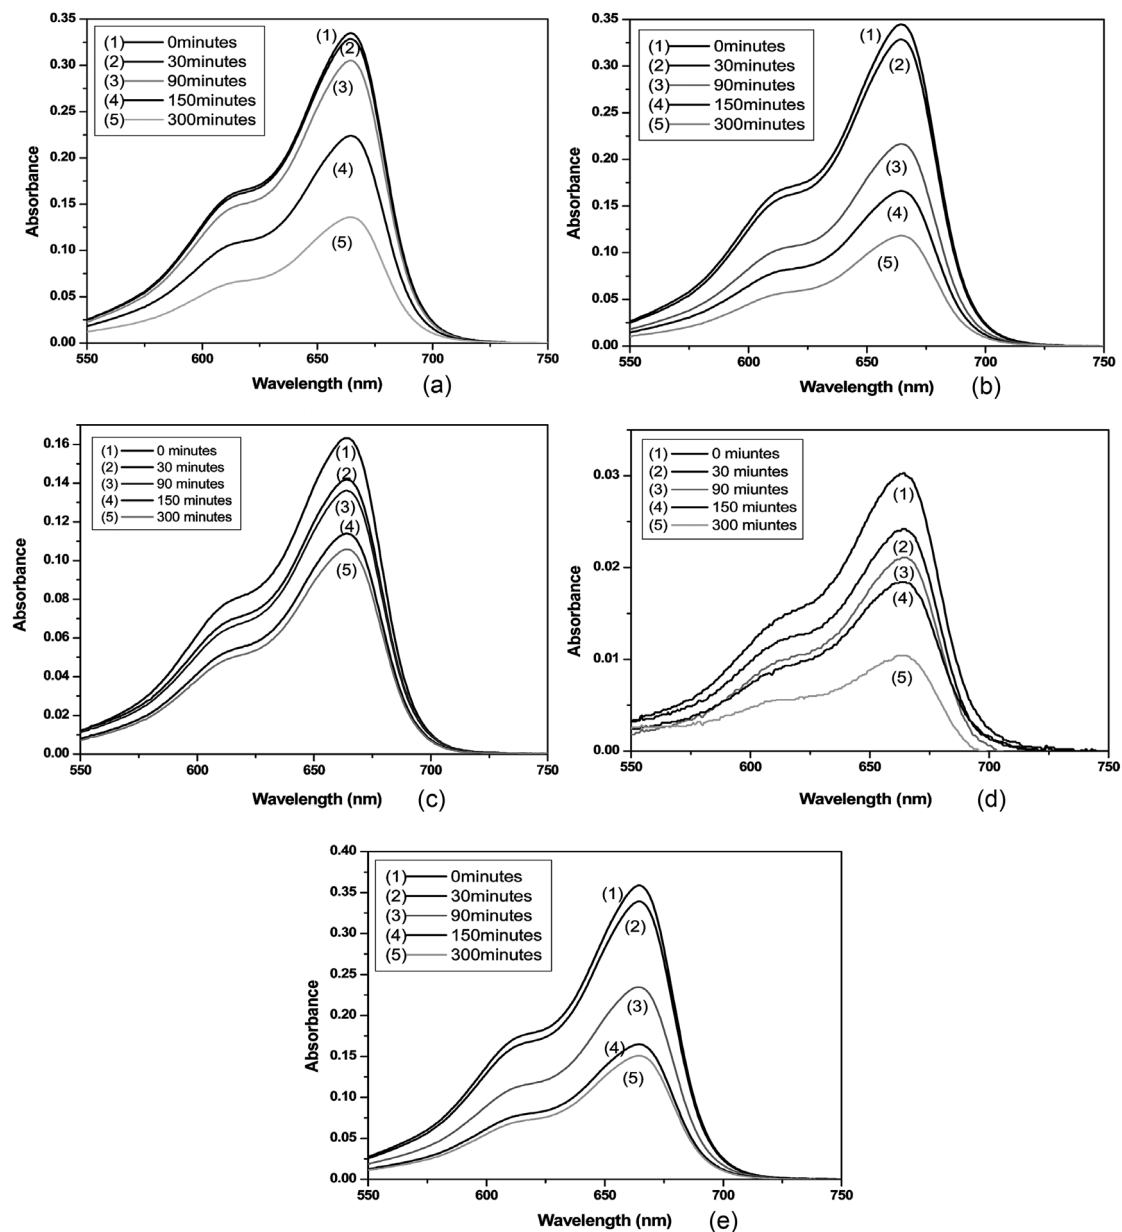 (1) 0minutes
(2) 30minutes
(3) 90minutes
(4) 150minutes
(5) 300minutes
(1)
(2)
(3)
(4)
(5)
0.35
0.30
0.25
0.20
0.15
0.10
0.05
0.00
Absorbance
550 600 650 700 750
Wavelength (nm) (a)
(1) 0minutes
(2) 30minutes
(3) 90minutes
(4) 150minutes
(5) 300minutes
(1)
(2)
(3)
(4)
(5)
0.35
0.30
0.25
0.20
0.15
0.10
0.05
0.00
Absorbance
550 600 650 700 750
Wavelength (nm) (b)
(1) 0 minutes
(2) 30 minutes
(3) 90 minutes
(4) 150 minutes
(5) 300 minutes
(1)
(2)
(3)
(4)
(5)
0.16
0.14
0.12
0.10
0.08
0.06
0.04
0.02
0.00
Absorbance
550 600 650 700 750
Wavelength (nm) (c)
(1) 0 miuntes
(2) 30 miuntes
(3) 90 miuntes
(4) 150 miuntes
(5) 300 miuntes
(1)
(2)
(3)
(4)
(5)
0.03
0.02
0.01
0.00
Absorbance
550 600 650 700 750
Wavelength (nm) (d)
(1) 0minutes
(2) 30minutes
(3) 90minutes
(4) 150minutes
(5) 300minutes
(1)
(2)
(3)
(4)
(5)
0.40
0.35
0.30
0.25
0.20
0.15
0.10
0.05
0.00
Absorbance
550 600 650 700 750
Wavelength (nm) (e)